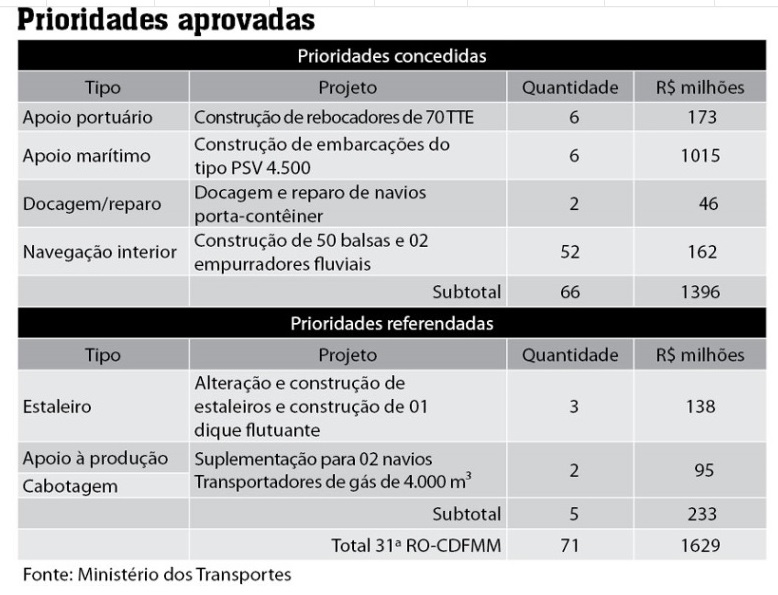 Prioridades aprovadas
Prioridades concedidas
Tipo Projeto Quantidade R$ milhões
Apoio portuário Construção de rebocadores de 70 TTE 6 173
Apoio marítimo Construção de embarcações do tipo PSV 4.500 6 1015
Docagem/reparo Docagem e reparo de navios porta-contêiner 2 46
Navegação interior Construção de 50 balsas e 02 empurradores fluviais 52 162
Subtotal 66 1396
Prioridades referendadas
Tipo Projeto Quantidade R$ milhões
Estaleiro Alteração e construção de estaleiros e construção de 01 dique flutuante 3 138
Apoio à produção
Cabotagem
Suplementação para 02 navios Transportadores de gás de 4.000 m³ 2 95
Subtotal 5 233
Total 31ª RO-CDFMM 71 1629
Fonte: Ministério dos Transportes